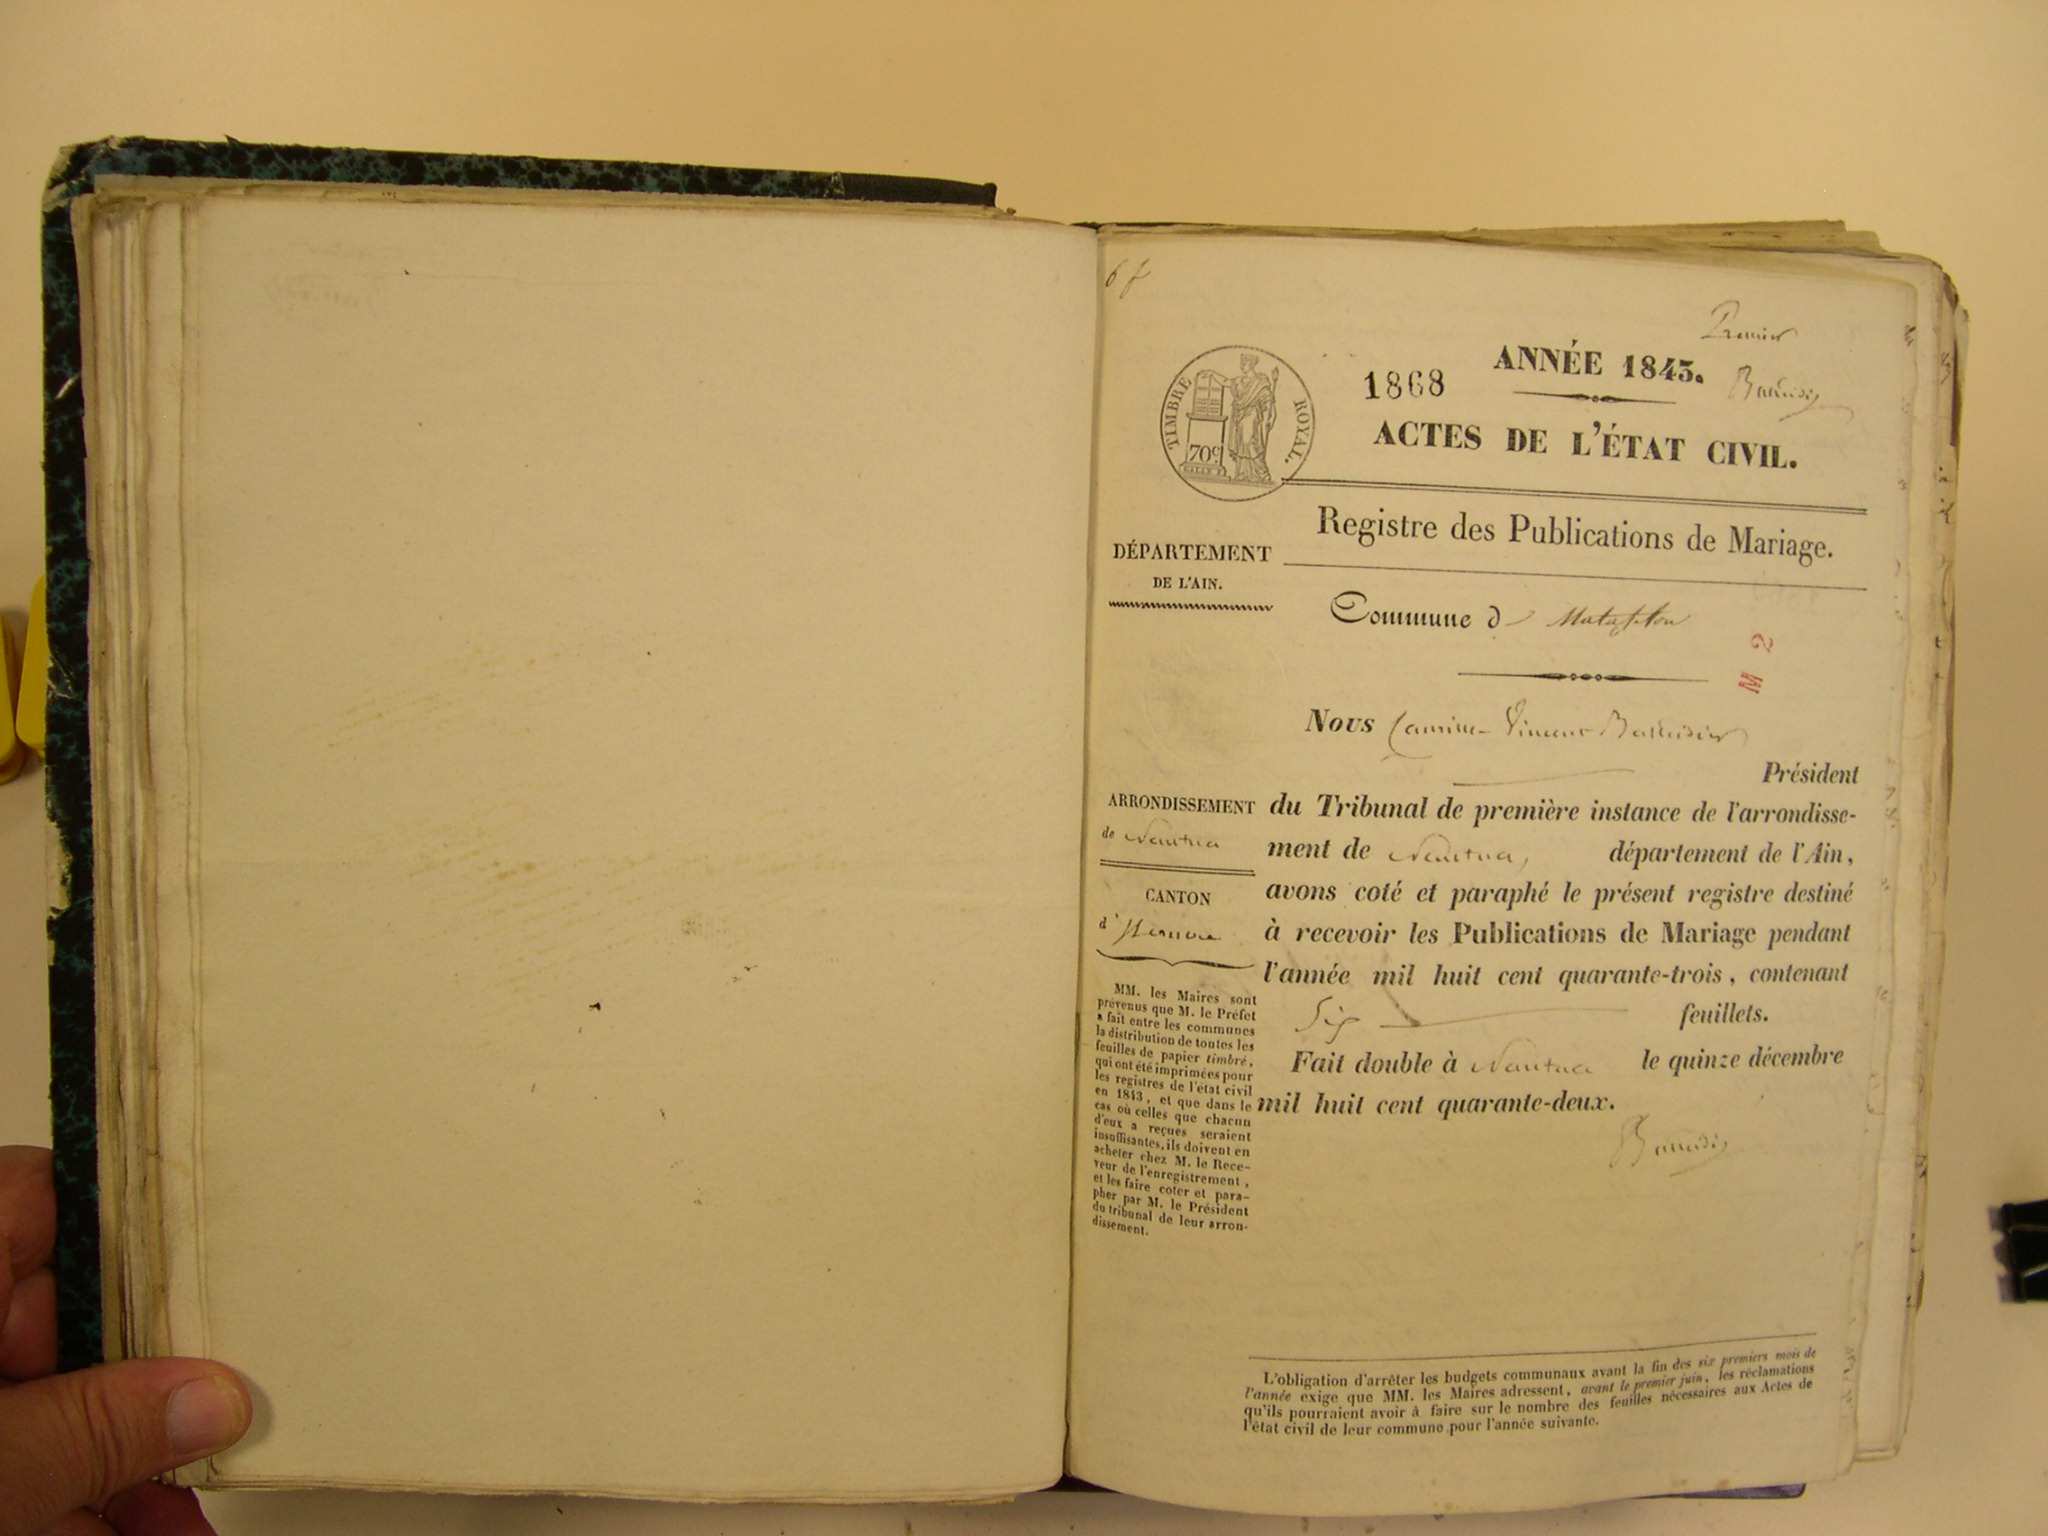 6 f
Premier
ANNÉE 1843.
1868
TIMBRE ROYAL.
70c
ACTES DE L'ÉTAT CIVIL.
Registre des Publications de Mariage.
DÉPARTEMENT
DE L'AIN.
Commune d Matafelon
M 2
Nous Camille Vincent
Président
du Tribunal de première instance de l'arrondisse-
ment de Nantua, département de l'Ain,
avons coté et paraphé le présent registre destiné
à recevoir les Publications de Mariage pendant
l'année mil huit cent quarante-trois, contenant
Six feuillets.
Fait double à Nantua le quinze décembre
mil huit cent quarante-deux.
ARRONDISSEMENT
de Nantua
CANTON
d'Izernore
MM. les Maires sont
prévenus que M. le Préfet
a fait entre les communes
la distribution de toutes les
feuilles de papier timbré,
qui ont été imprimées pour
les registres de l'état civil
en 1843, et que dans le
cas où celles que chacun
d'eux a reçues seraient
insuffisantes, ils doivent en
acheter chez M. le Rece-
veur de l'enregistrement,
et les faire coter et para-
pher par M. le Président
du tribunal de leur arron-
dissement.
L'obligation d'arrêter les budgets communaux avant la fin des six premiers mois de
l'année exige que MM. les Maires adressent, avant le premier juin, les réclamations
qu'ils pourraient avoir à faire sur le nombre des feuilles nécessaires aux Actes de
l'état civil de leur commune pour l'année suivante.